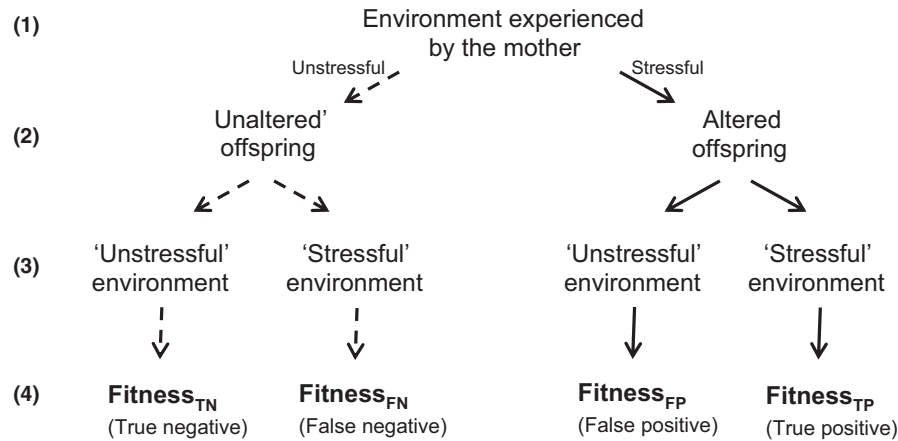 (1) Environment experienced
by the mother
Unstressful Stressful
(2) Unaltered’ Altered
offspring offspring
(3) ‘Unstressful’ ‘Stressful’ ‘Unstressful’ ‘Stressful’
environment environment environment environment
(4) FitnessTN FitnessFN FitnessFP FitnessTP
(True negative) (False negative) (False positive) (True positive)